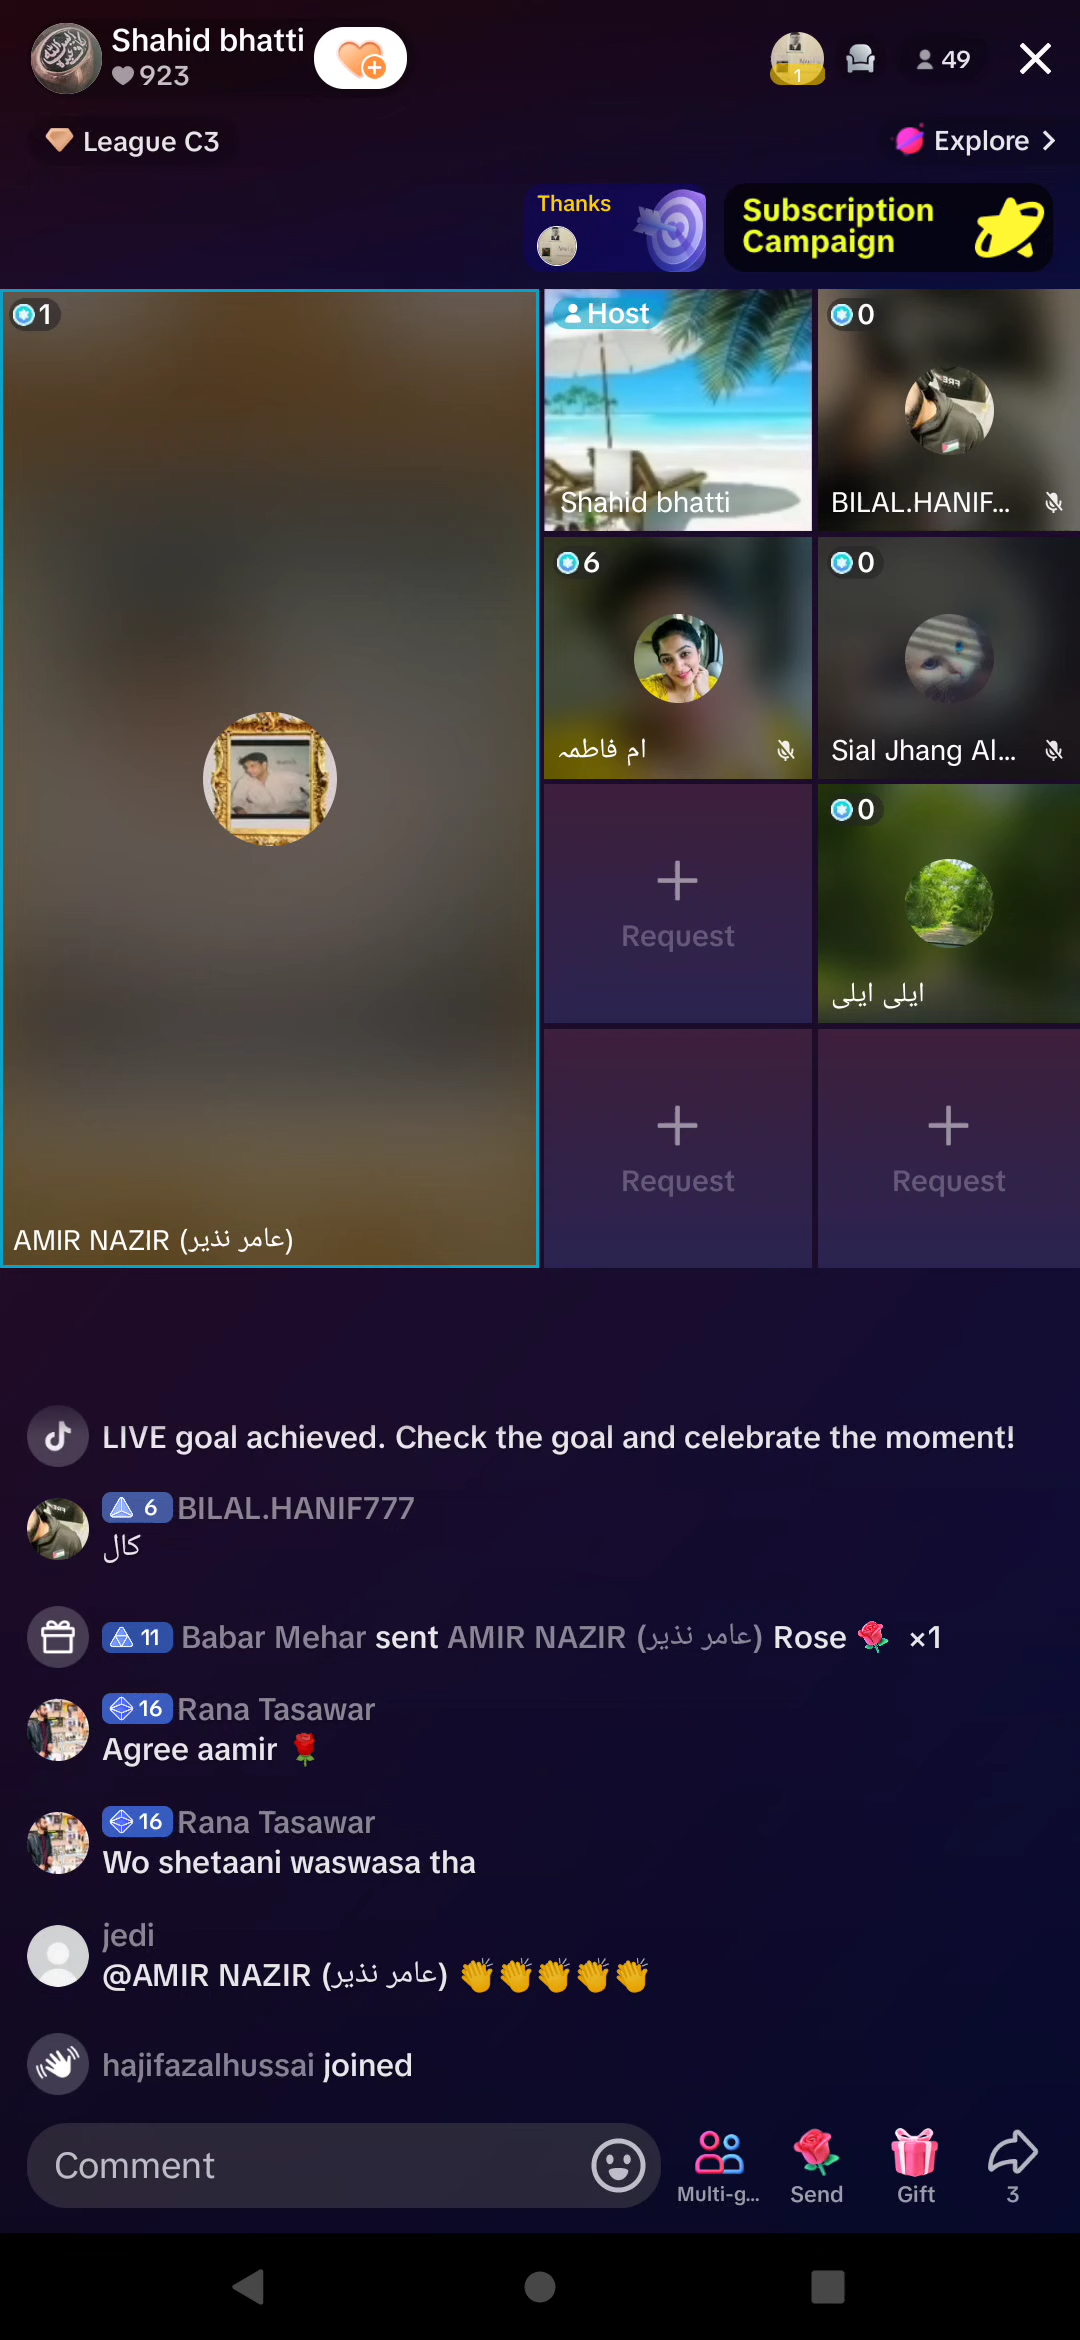 Shahid bhatti
923
1
49
League C3
Explore
Thanks
Subscription
Campaign
1
Host
Shahid bhatti
0
BILAL.HANIF...
6
ام فاطمہ
0
Sial Jhang Al...
Request
0
ایلی ایلی
Request
Request
AMIR NAZIR (عامر نذیر)
LIVE goal achieved. Check the goal and celebrate the moment!
6 BILAL.HANIF777
کال
11 Babar Mehar sent AMIR NAZIR (عامر نذیر) Rose 🌹 ×1
16 Rana Tasawar
Agree aamir 🌹
16 Rana Tasawar
Wo shetaani waswasa tha
jedi
@AMIR NAZIR (عامر نذیر) 👏👏👏👏👏
hajifazalhussai joined
Comment
Multi-g...
Send
Gift
3